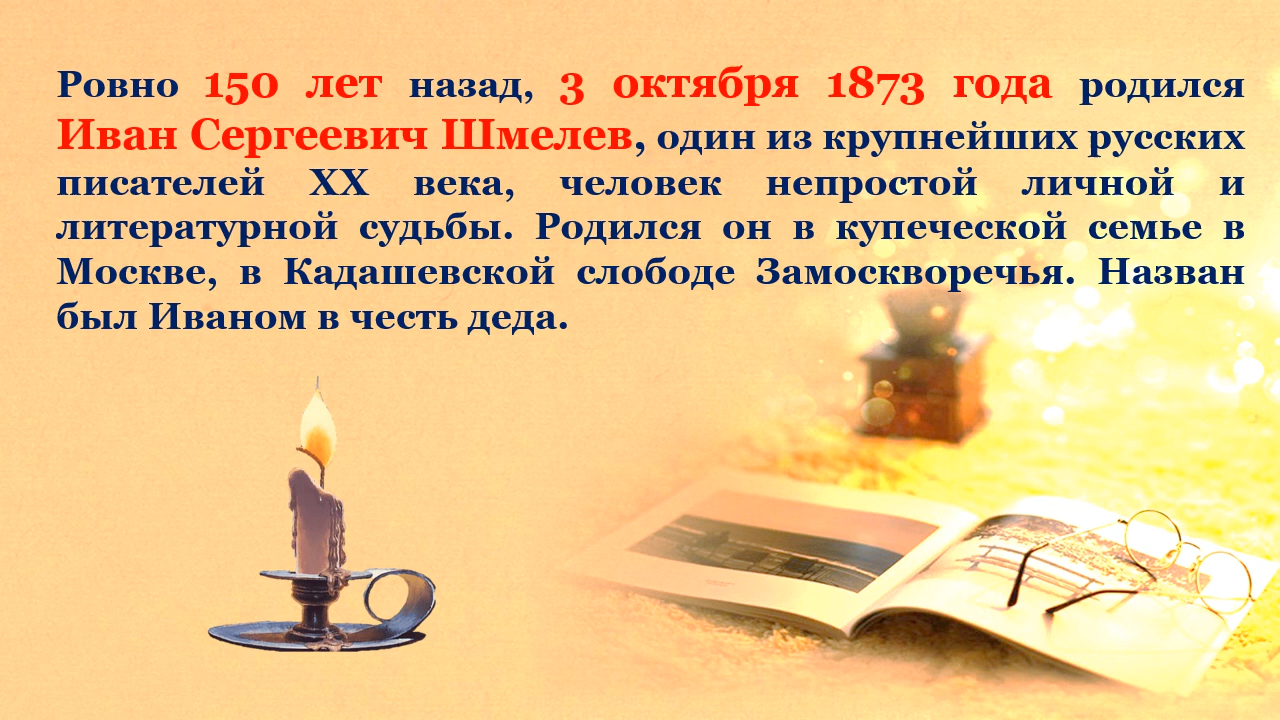 Ровно 150 лет назад, 3 октября 1873 года родился
Иван Сергеевич Шмелев, один из крупнейших русских
писателей XX века, человек непростой личной и
литературной судьбы. Родился он в купеческой семье в
Москве, в Кадашевской слободе Замоскворечья. Назван
был Иваном в честь деда.